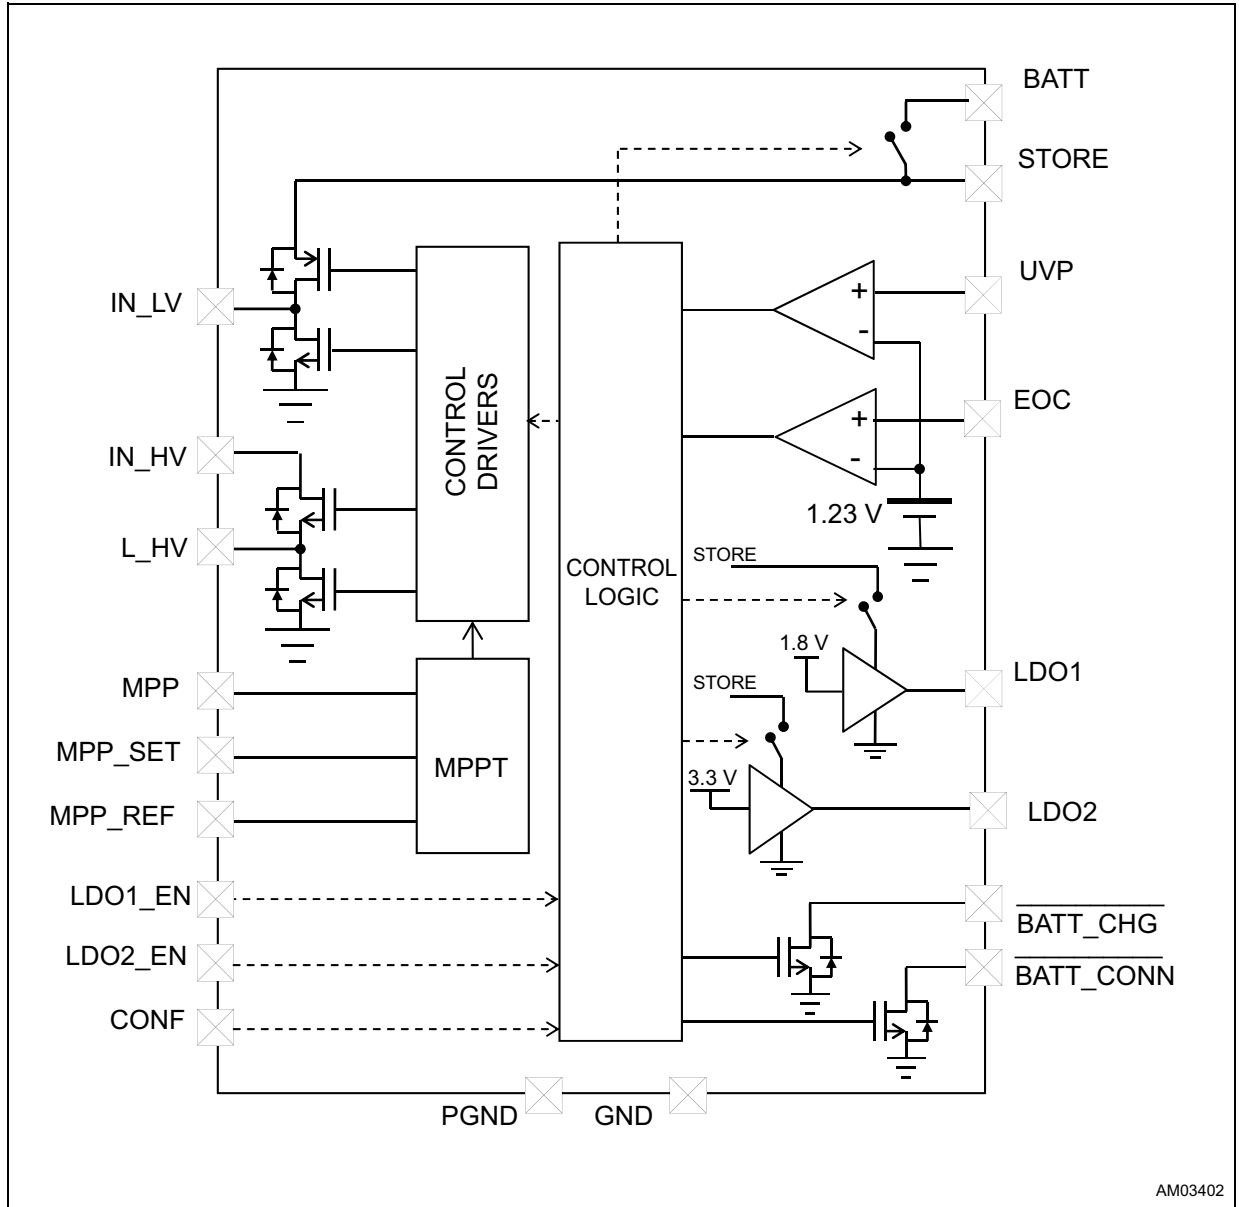 BATT
STORE
UVP
IN_LV
+
-
CONTROL
DRIVERS
EOC
+
-
IN_HV
1.23 V
L_HV
STORE
CONTROL
LOGIC
1.8 V
MPP
LDO1
STORE
MPP_SET
MPPT
3.3 V
MPP_REF
LDO2
LDO1_EN
BATT_CHG
LDO2_EN
BATT_CONN
CONF
PGND
GND
AM03402